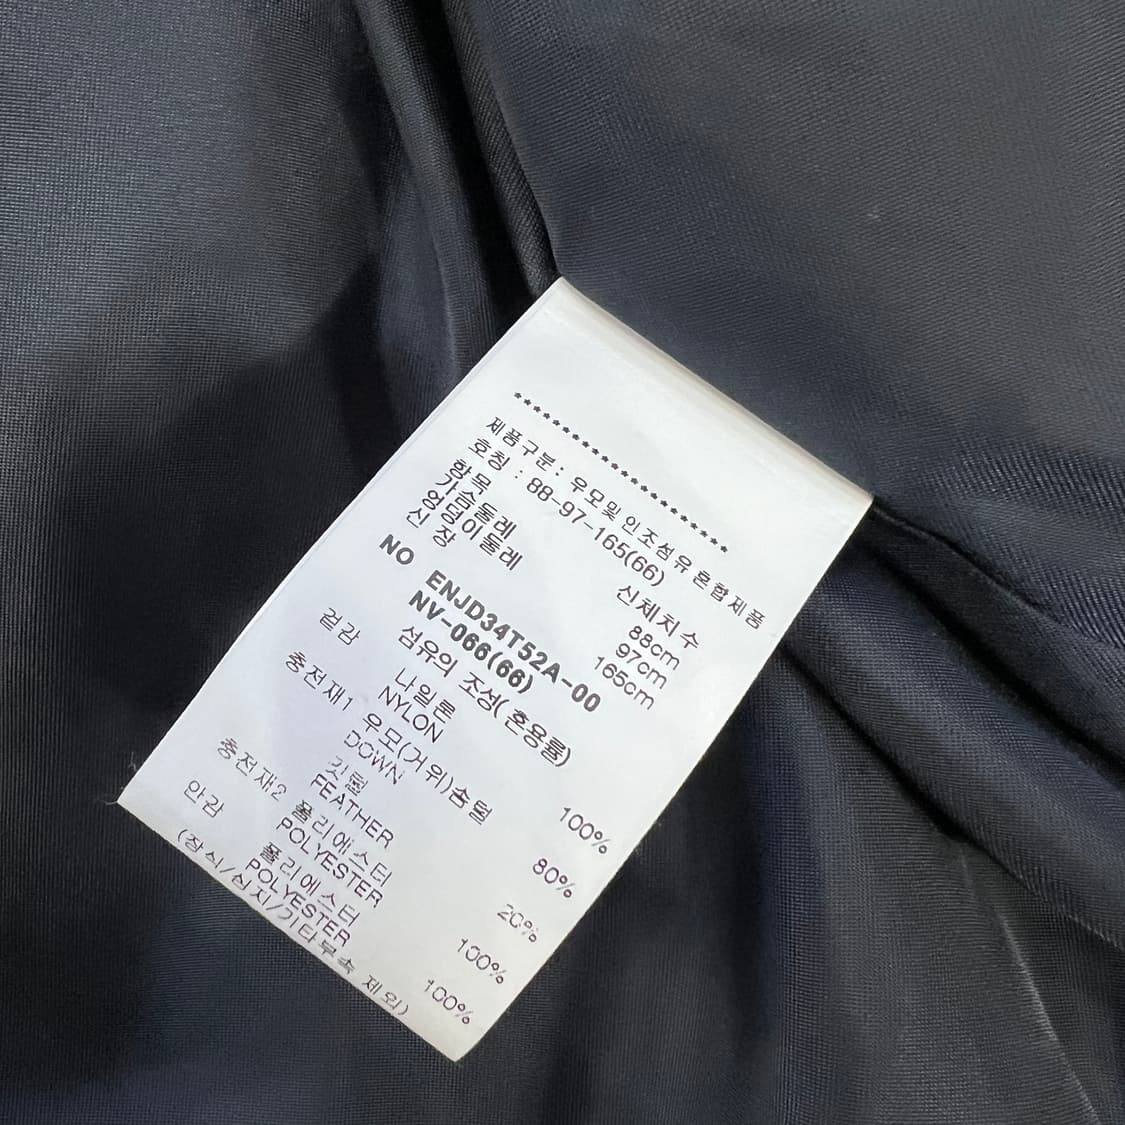 ***********************
제품구분: 우모및인조섬유혼합제품
호칭 : 88-97-165(66)
항목 신체치수
가슴둘레 88cm
엉덩이둘레 97cm
신 장 165cm
NO ENJD34T52A-00
NV-066(66)
섬유의 조성(혼용률)
겉감 나일론 100%
NYLON
충전재1 우모(거위)솜털 80%
DOWN
깃털 20%
FEATHER
충전재2 폴리에스터 100%
POLYESTER
안감 폴리에스터 100%
POLYESTER
(장식/심지/기타부속 제외)